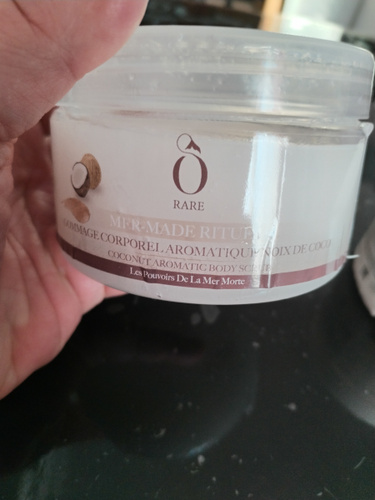 Ô
RARE
MER-MADE RITUAL
GOMMAGE CORPOREL AROMATIQUE NOIX DE COCO
COCONUT AROMATIC BODY SCRUB
Les Pouvoirs De La Mer Morte